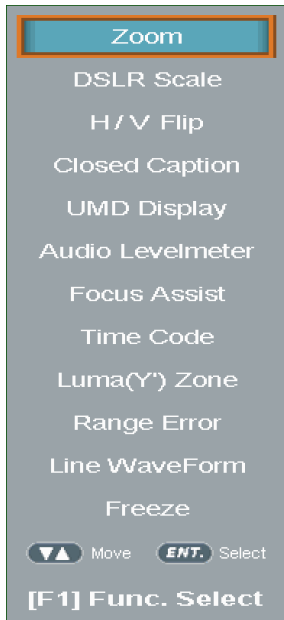 Zoom
DSLR Scale
H / V Flip
Closed Caption
UMD Display
Audio Levelmeter
Focus Assist
Time Code
Luma(Y') Zone
Range Error
Line WaveForm
Freeze
▼▲ Move ENT. Select
[F1] Func. Select